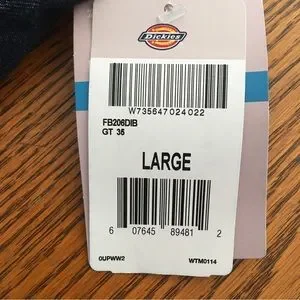 Dickies
W735647024022
FB206DIB
GT 35
LARGE
6 07645 89481 2
0UPWW2 WTM0114